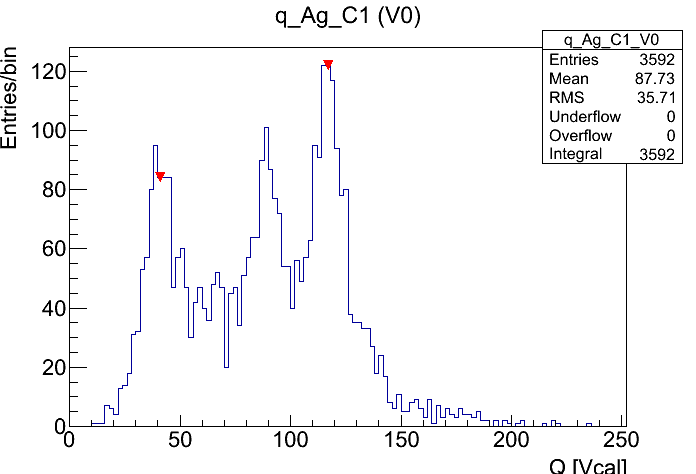 q_Ag_C1 (V0)
q_Ag_C1_V0
Entries 3592
Mean 87.73
RMS 35.71
Underflow 0
Overflow 0
Integral 3592
Entries/bin
120
100
80
60
40
20
0
0 50 100 150 200 250
Q [Vcal]